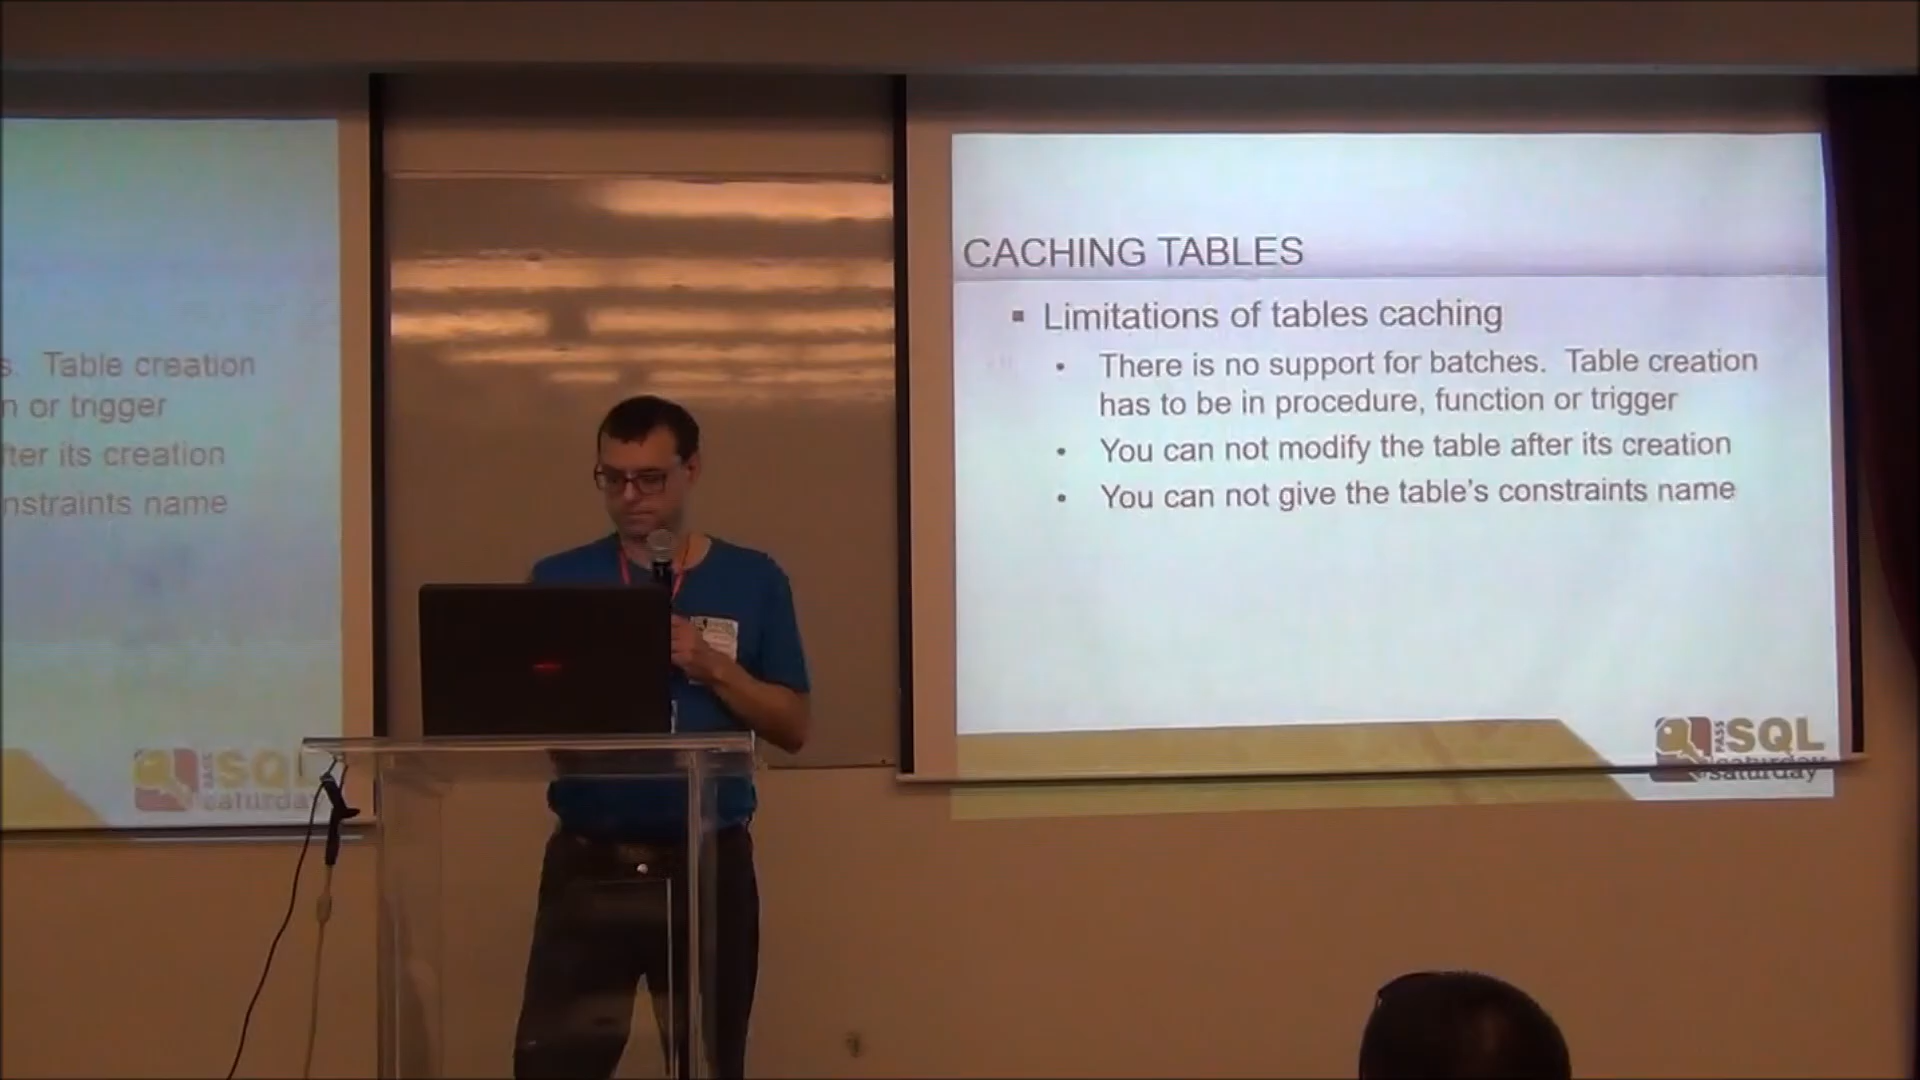 s. Table creation
n or trigger
fter its creation
nstraints name
SQL
saturday
CACHING TABLES
▪ Limitations of tables caching
• There is no support for batches. Table creation
has to be in procedure, function or trigger
• You can not modify the table after its creation
• You can not give the table's constraints name
PASS
SQL
saturday